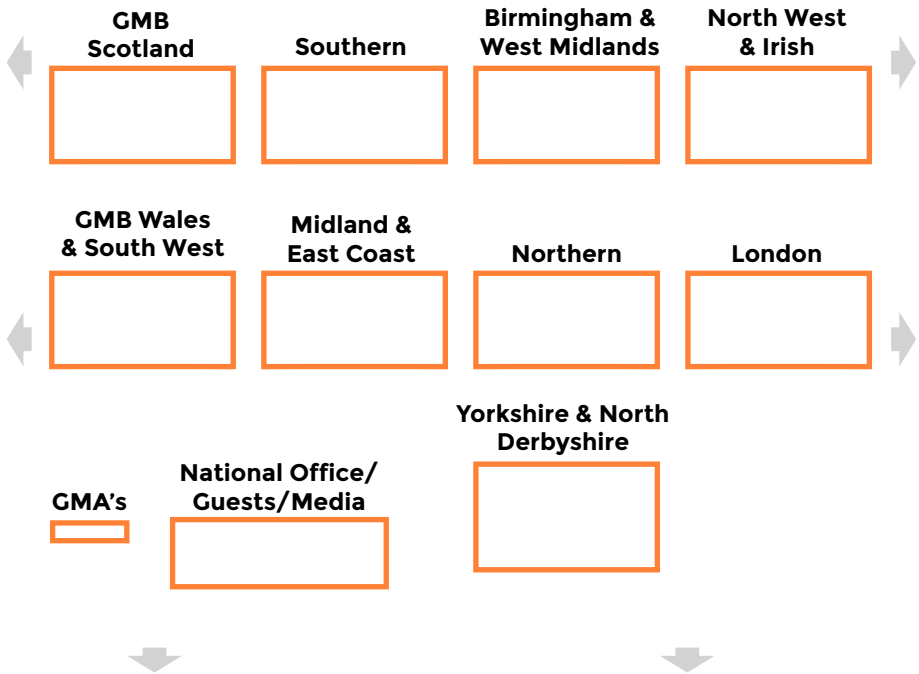 GMB
Scotland
Southern
Birmingham &
West Midlands
North West
& Irish
GMB Wales
& South West
Midland &
East Coast
Northern
London
Yorkshire & North
Derbyshire
GMA's
National Office/
Guests/Media